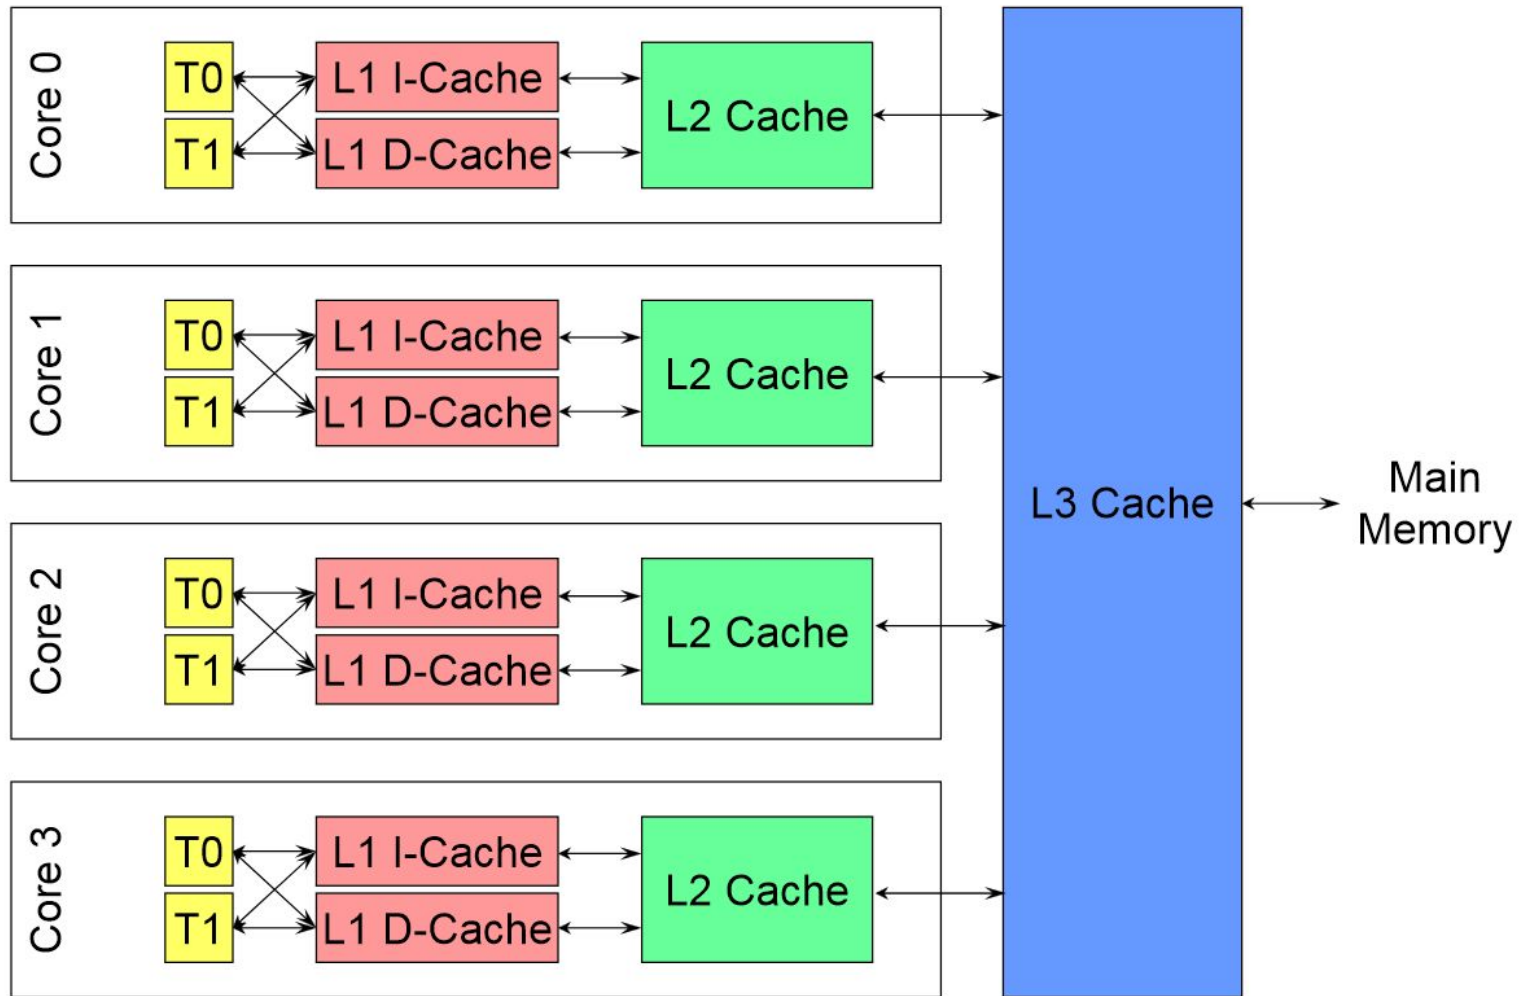 Core 0
T0
L1 I-Cache
T1
L1 D-Cache
L2 Cache
Core 1
T0
L1 I-Cache
T1
L1 D-Cache
L2 Cache
Core 2
T0
L1 I-Cache
T1
L1 D-Cache
L2 Cache
Core 3
T0
L1 I-Cache
T1
L1 D-Cache
L2 Cache
L3 Cache
Main
Memory